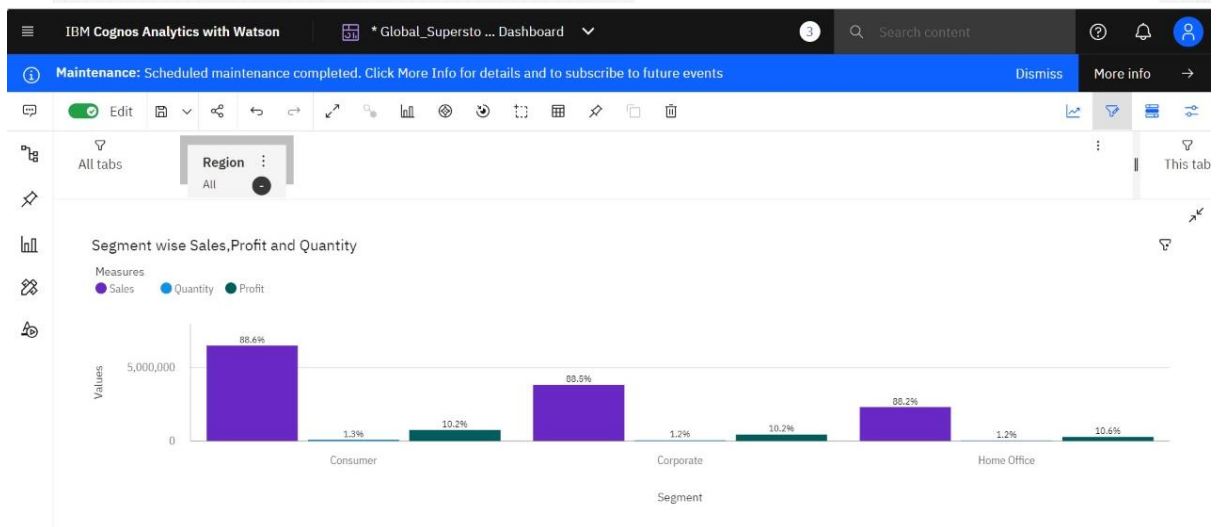 IBM Cognos Analytics with Watson * Global_Supersto ... Dashboard 3 Search content
Maintenance: Scheduled maintenance completed. Click More Info for details and to subscribe to future events Dismiss More info
Edit
All tabs Region This tab
All
Segment wise Sales,Profit and Quantity
Measures
Sales Quantity Profit
88.6%
5,000,000
88.5%
88.2%
Values
1.3% 10.2% 1.2% 10.2% 1.2% 10.6%
0
Consumer Corporate Home Office
Segment